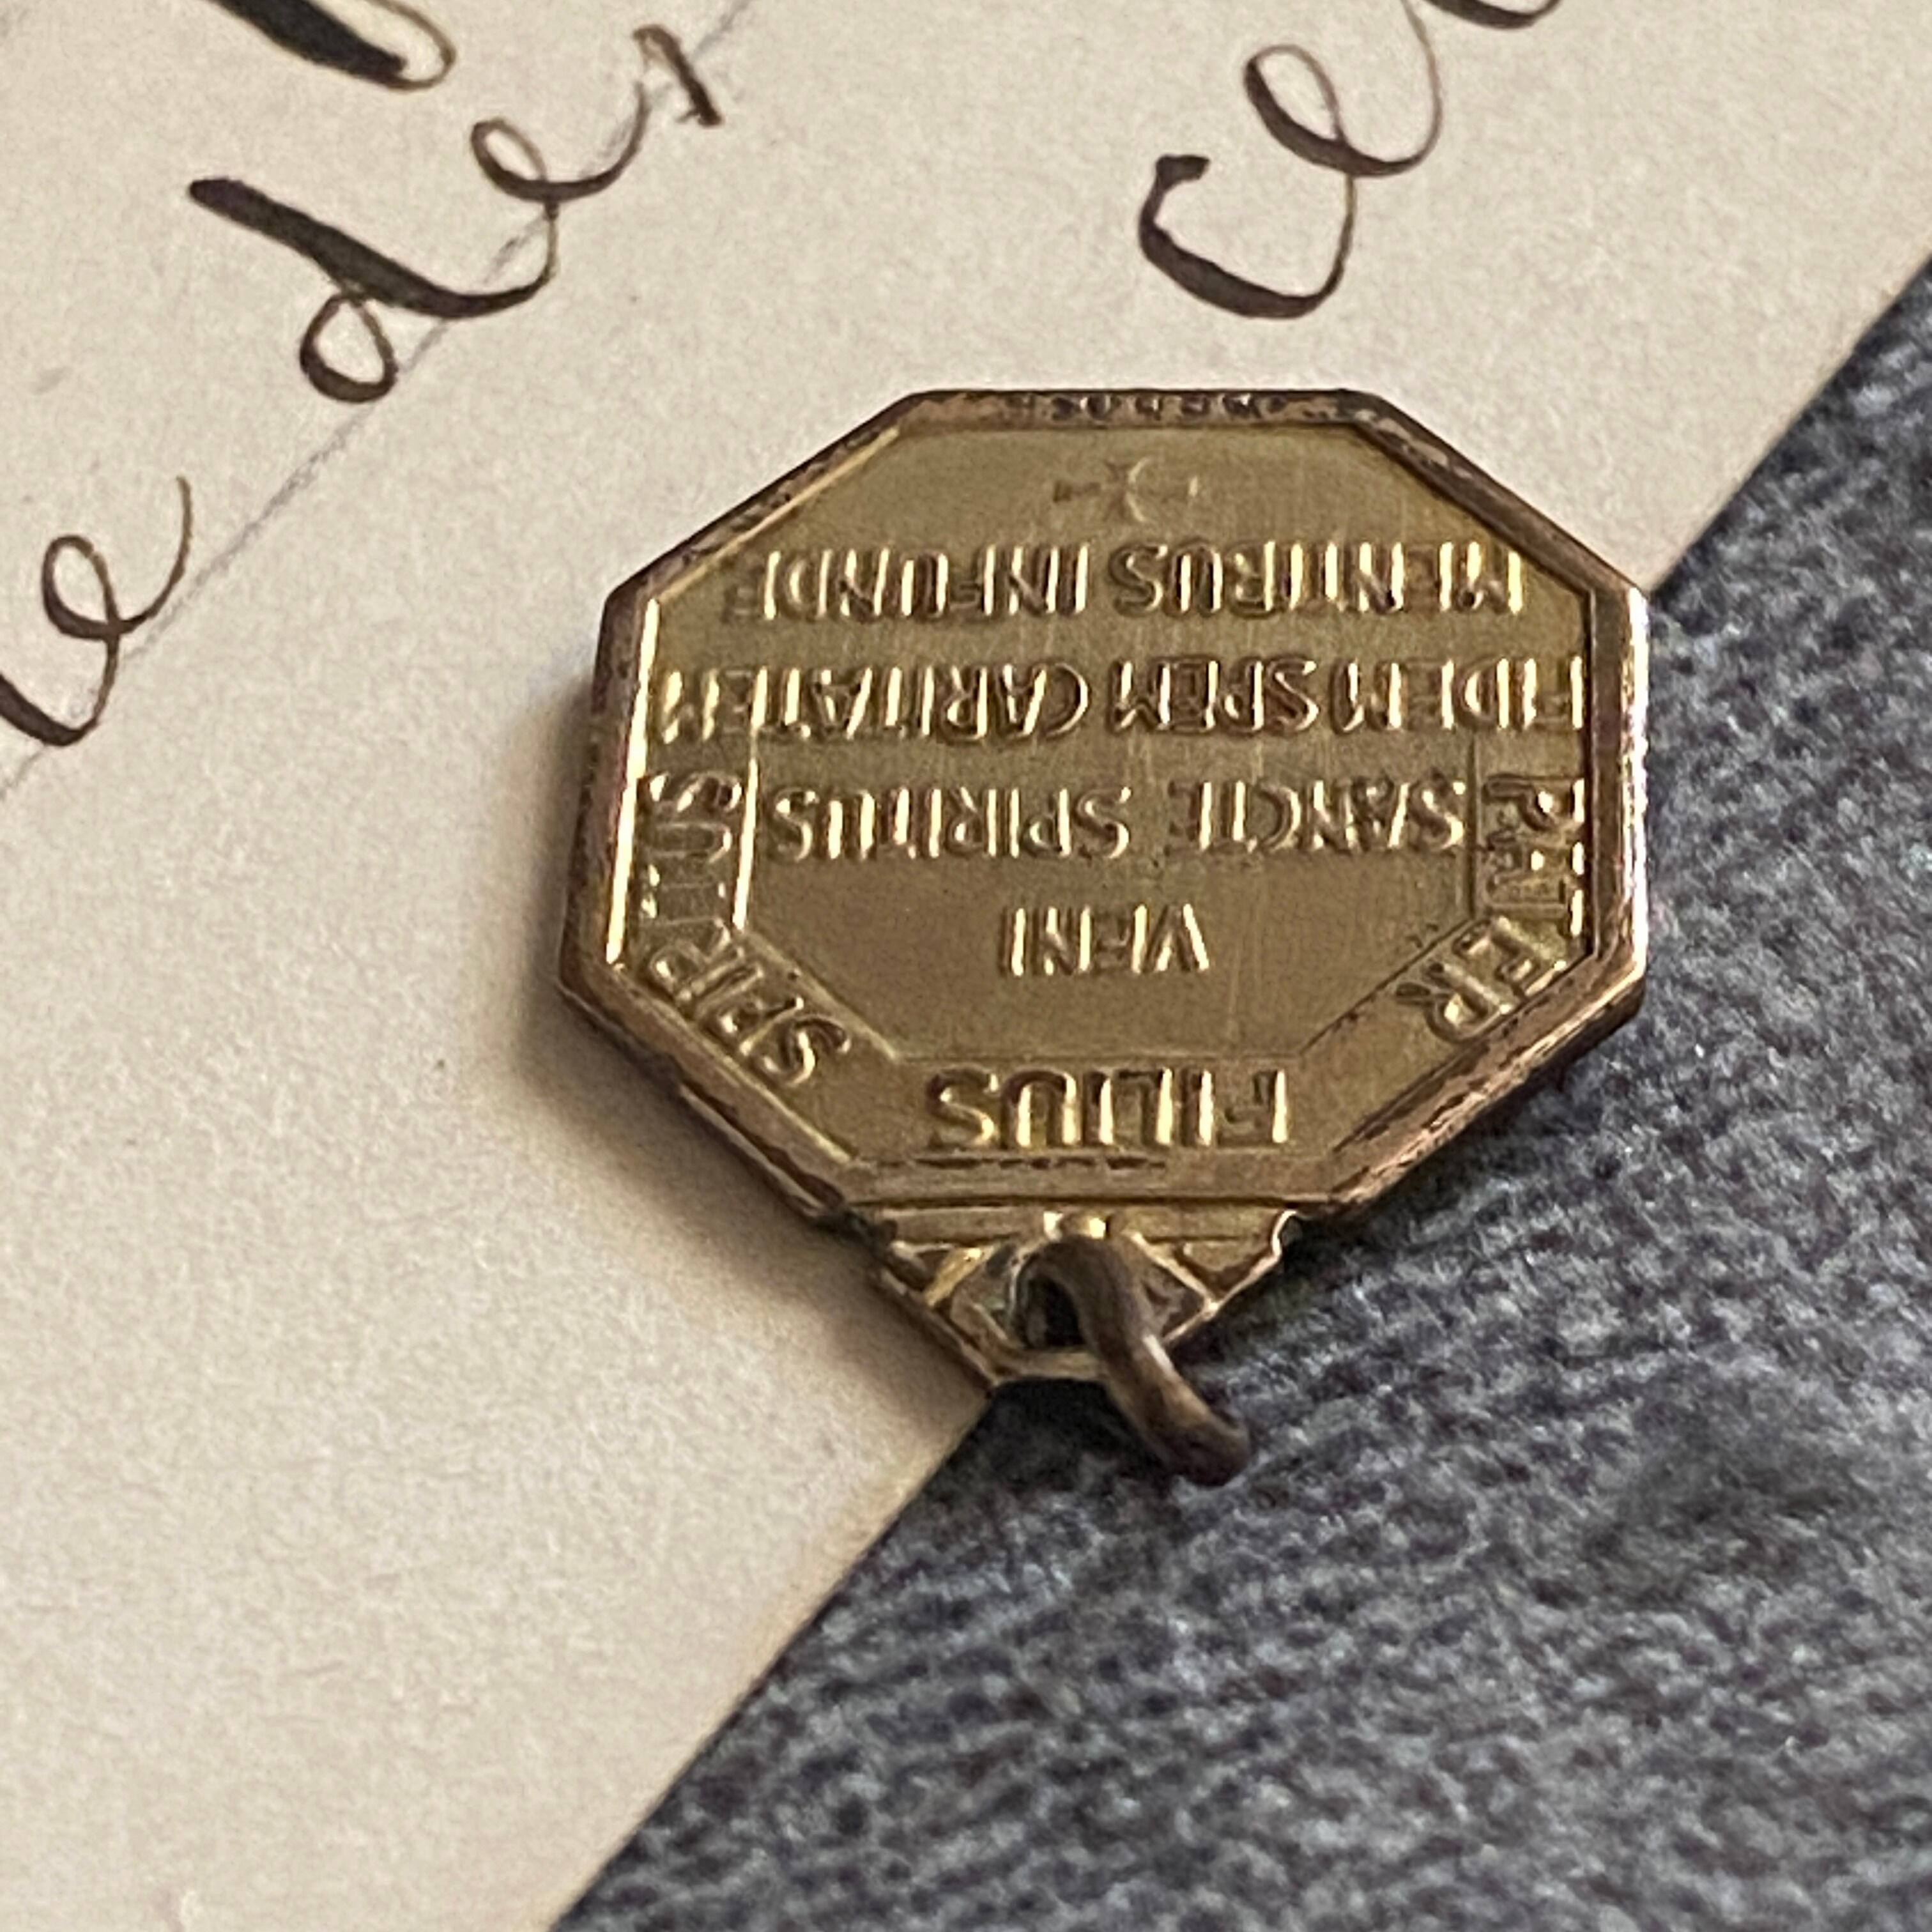 PATER FILIUS SPIRITUS
VENI
SANCTE SPIRITUS
FIDEM SPEM CARITATEM
MENTIBUS INFUNDE